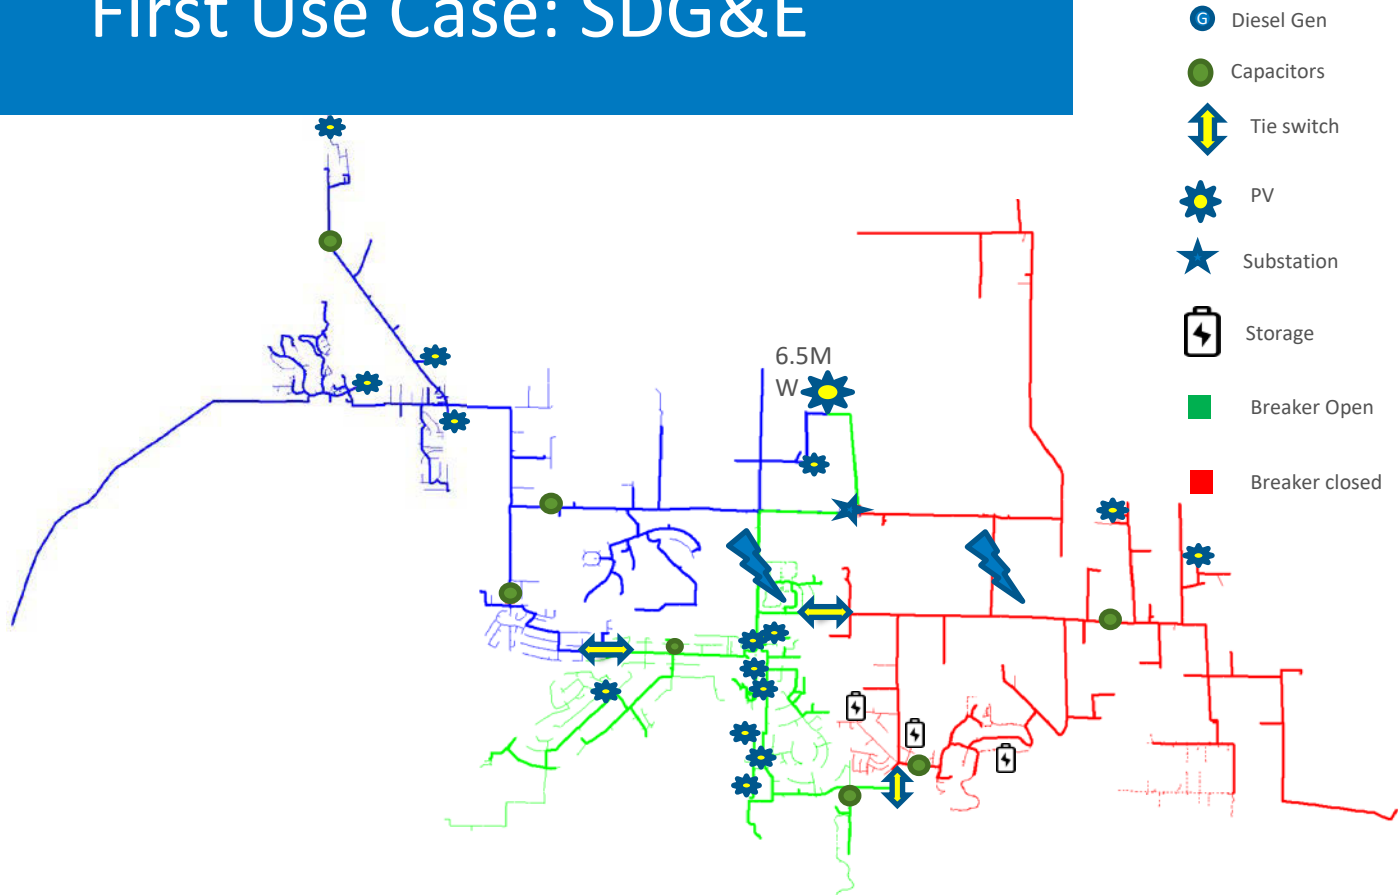 First Use Case: SDG&E
G Diesel Gen
Capacitors
Tie switch
PV
Substation
Storage
Breaker Open
Breaker closed
6.5M
W